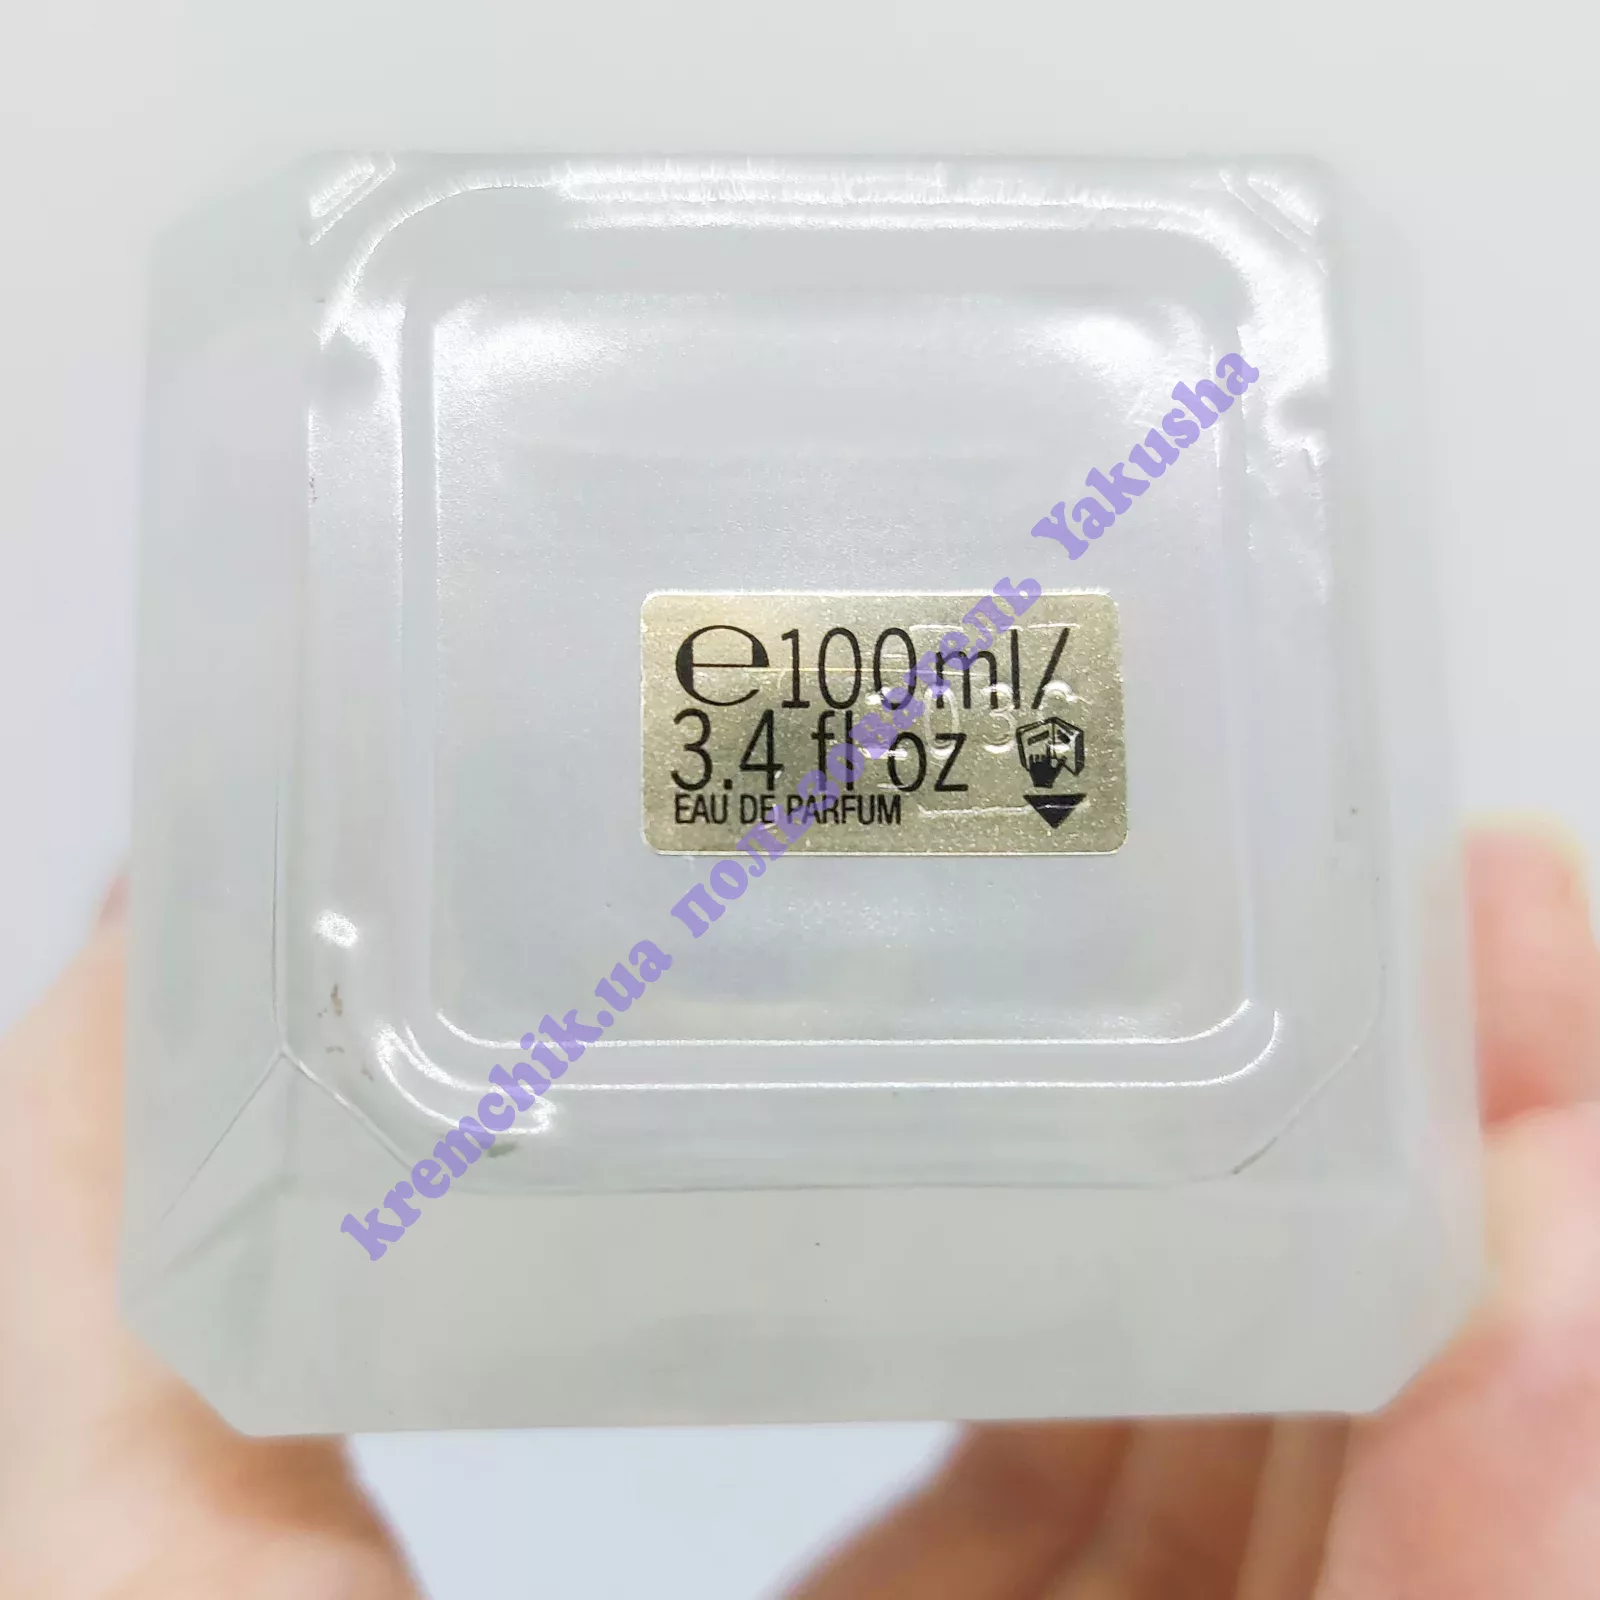 ℮100ml/
3.4 fl oz
EAU DE PARFUM
kremchik.ua пользователь Yakusha